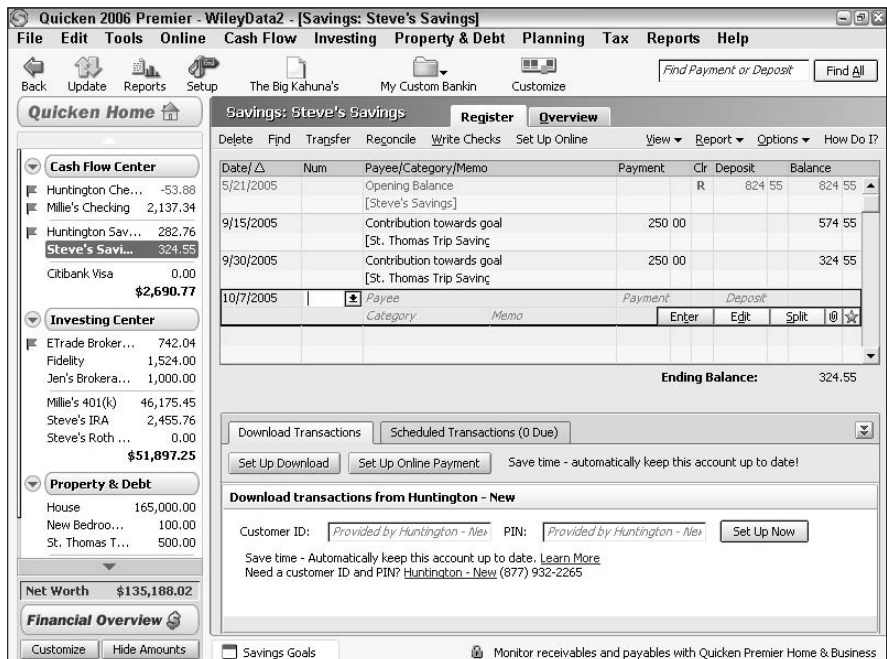 Quicken 2006 Premier - WileyData2 - [Savings: Steve's Savings]
File Edit Tools Online Cash Flow Investing Property & Debt Planning Tax Reports Help
Back Update Reports Setup The Big Kahuna's My Custom Bankin Customize Find Payment or Deposit Find All
Quicken Home
Savings: Steve's Savings Register Overview
Delete Find Transfer Reconcile Write Checks Set Up Online View Report Options How Do I?
Cash Flow Center
Huntington Che... -53.88
Millie's Checking 2,137.34
Huntington Sav... 282.76
Steve's Savi... 324.55
Citibank Visa 0.00
$2,690.77
Investing Center
ETrade Broker... 742.04
Fidelity 1,524.00
Jen's Brokera... 1,000.00
Millie's 401(k) 46,175.45
Steve's IRA 2,455.76
Steve's Roth ... 0.00
$51,897.25
Property & Debt
House 165,000.00
New Bedroo... 100.00
St. Thomas T... 500.00
Net Worth $135,188.02
Financial Overview
Customize Hide Amounts
Date/ Num Payee/Category/Memo Payment Clr Deposit Balance
5/21/2005 Opening Balance R 824 55 824 55
[Steve's Savings]
9/15/2005 Contribution towards goal 250 00 574 55
[St. Thomas Trip Saving
9/30/2005 Contribution towards goal 250 00 324 55
[St. Thomas Trip Saving
10/7/2005 Payee Payment Deposit
Category Memo Enter Edit Split
Ending Balance: 324.55
Download Transactions Scheduled Transactions (0 Due)
Set Up Download Set Up Online Payment Save time - automatically keep this account up to date!
Download transactions from Huntington - New
Customer ID: Provided by Huntington - Nev PIN: Provided by Huntington - Nev Set Up Now
Save time - Automatically keep this account up to date. Learn More
Need a customer ID and PIN? Huntington - New (877) 932-2265
Savings Goals Monitor receivables and payables with Quicken Premier Home & Business